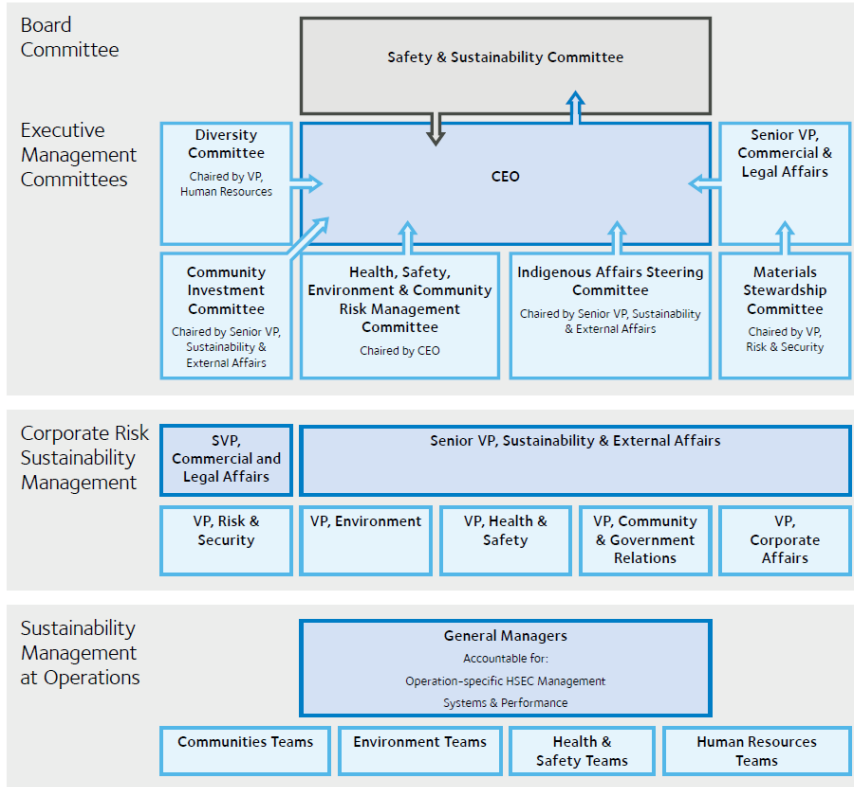 Board
Committee
Safety & Sustainability Committee
Executive
Management
Committees
Diversity
Committee
Chaired by VP,
Human Resources
CEO
Senior VP,
Commercial &
Legal Affairs
Community
Investment
Committee
Chaired by Senior VP,
Sustainability &
External Affairs
Health, Safety,
Environment & Community
Risk Management
Committee
Chaired by CEO
Indigenous Affairs Steering
Committee
Chaired by Senior VP, Sustainability
& External Affairs
Materials
Stewardship
Committee
Chaired by VP,
Risk & Security
Corporate Risk
Sustainability
Management
SVP,
Commercial and
Legal Affairs
Senior VP, Sustainability & External Affairs
VP, Risk &
Security
VP, Environment
VP, Health &
Safety
VP, Community
& Government
Relations
VP,
Corporate
Affairs
Sustainability
Management
at Operations
General Managers
Accountable for:
Operation-specific HSEC Management
Systems & Performance
Communities Teams
Environment Teams
Health &
Safety Teams
Human Resources
Teams